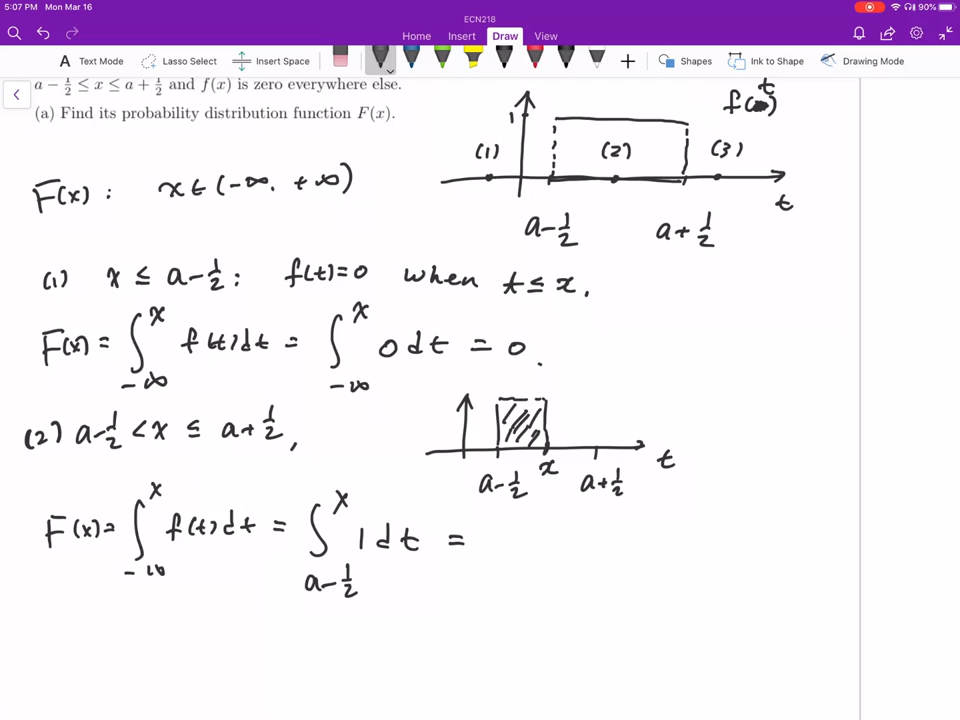 5:07 PM Mon Mar 16
90%
ECN218
Home Insert Draw View
A Text Mode Lasso Select Insert Space Shapes Ink to Shape Drawing Mode
a − 1/2 ≤ x ≤ a + 1/2 and f(x) is zero everywhere else.
(a) Find its probability distribution function F(x).
f(t)
1
(1) (2) (3)
t
a − 1/2 a + 1/2
F(x) : x ∈ (−∞, +∞)
(1) x ≤ a − 1/2 : f(t) = 0 when t ≤ x.
F(x) = ∫_{−∞}^{x} f(t) dt = ∫_{−∞}^{x} 0 dt = 0.
(2) a − 1/2 < x ≤ a + 1/2,
a − 1/2 x a + 1/2 t
F(x) = ∫_{−∞}^{x} f(t) dt = ∫_{a − 1/2}^{x} 1 dt =